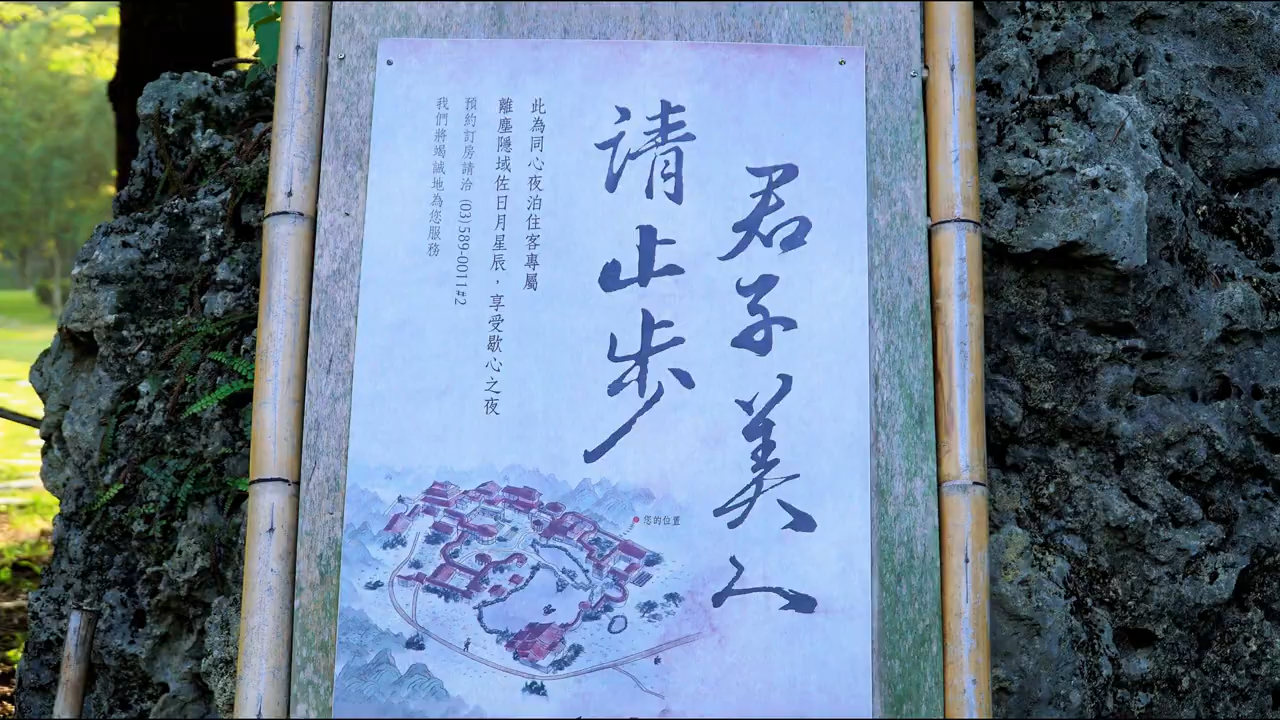 君子美人
请止步
此為同心夜泊住客專屬
離塵隱域佐日月星辰，享受歇心之夜
預約訂房請洽 (03)589-0011#2
我們將竭誠地為您服務
您的位置